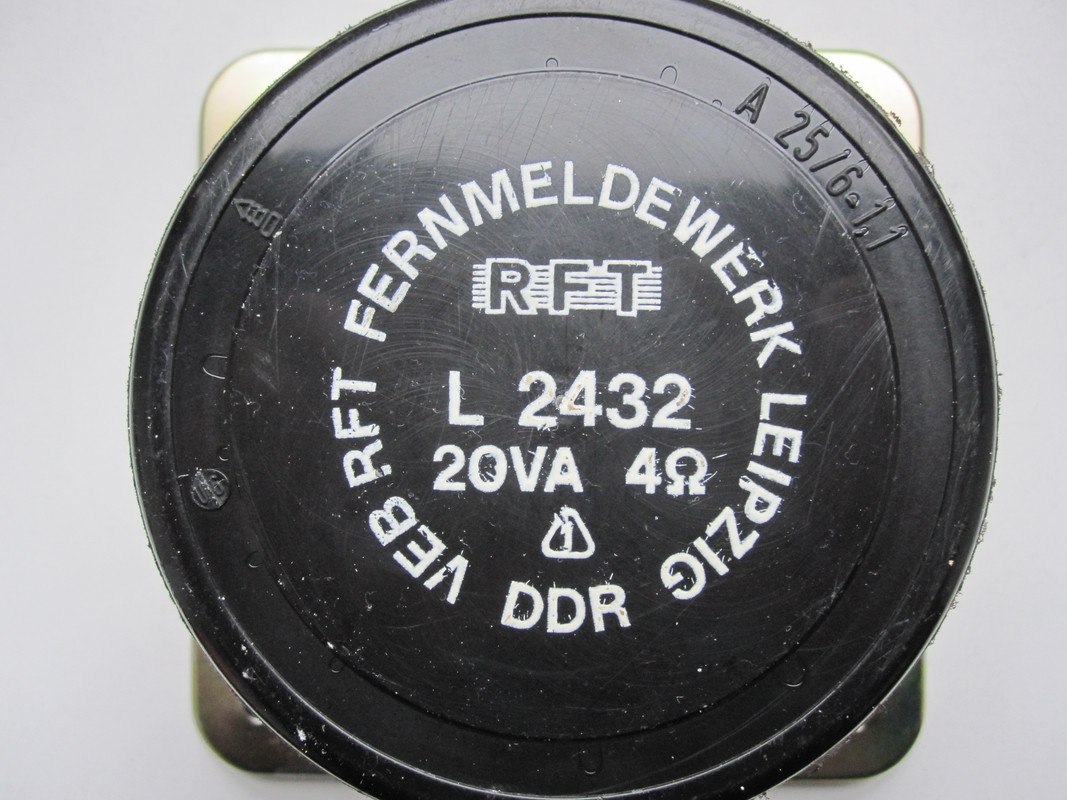 A 25/6·1,1
VEB RFT FERNMELDEWERK LEIPZIG
RFT
L 2432
20VA 4Ω
1
DDR